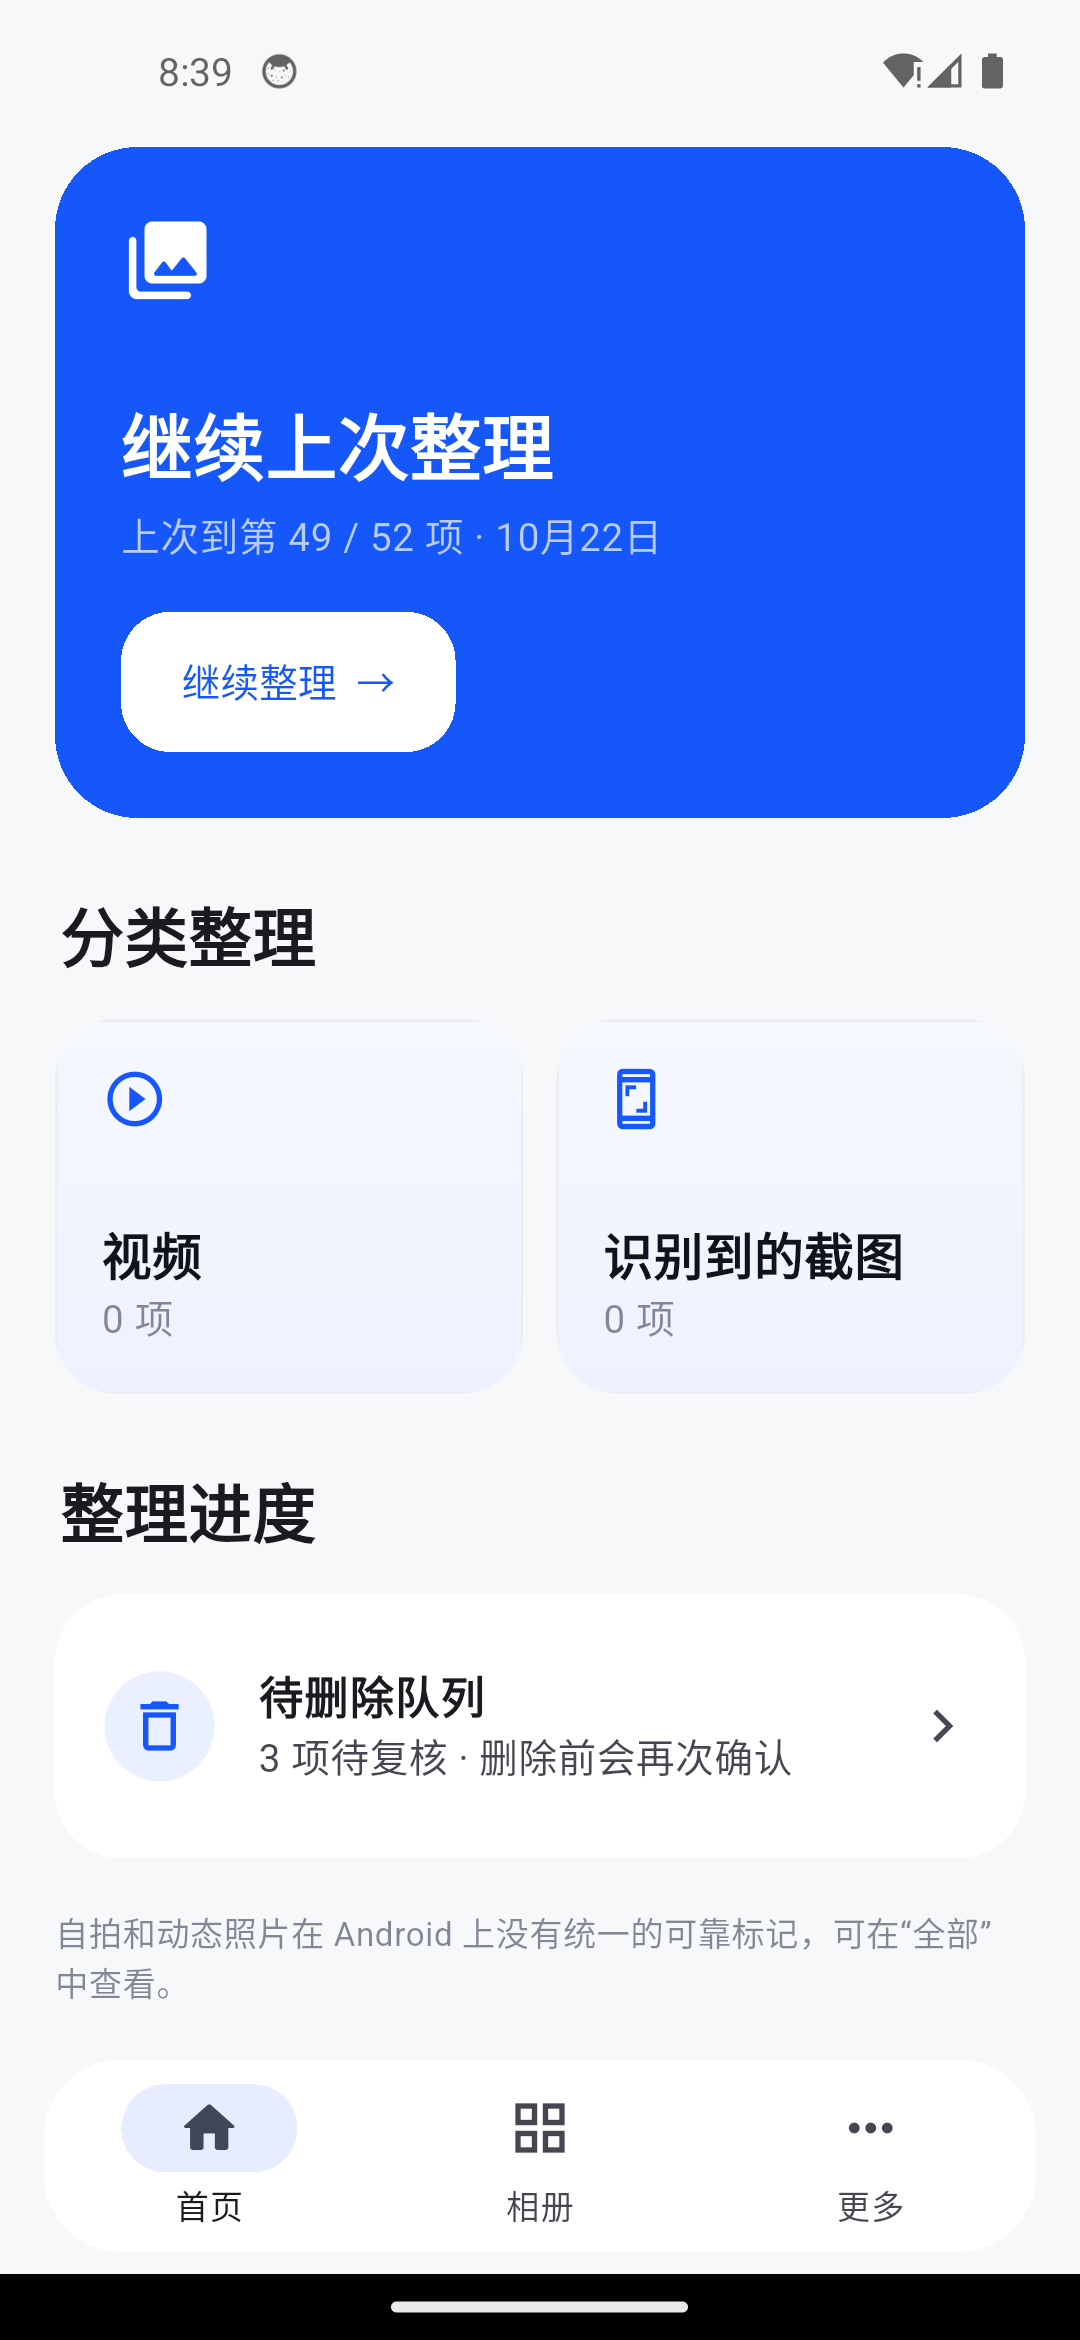 8:39
继续上次整理
上次到第 49 / 52 项 · 10月22日
继续整理 →
分类整理
视频
0 项
识别到的截图
0 项
整理进度
待删除队列
3 项待复核 · 删除前会再次确认
自拍和动态照片在 Android 上没有统一的可靠标记，可在“全部”
中查看。
首页
相册
更多